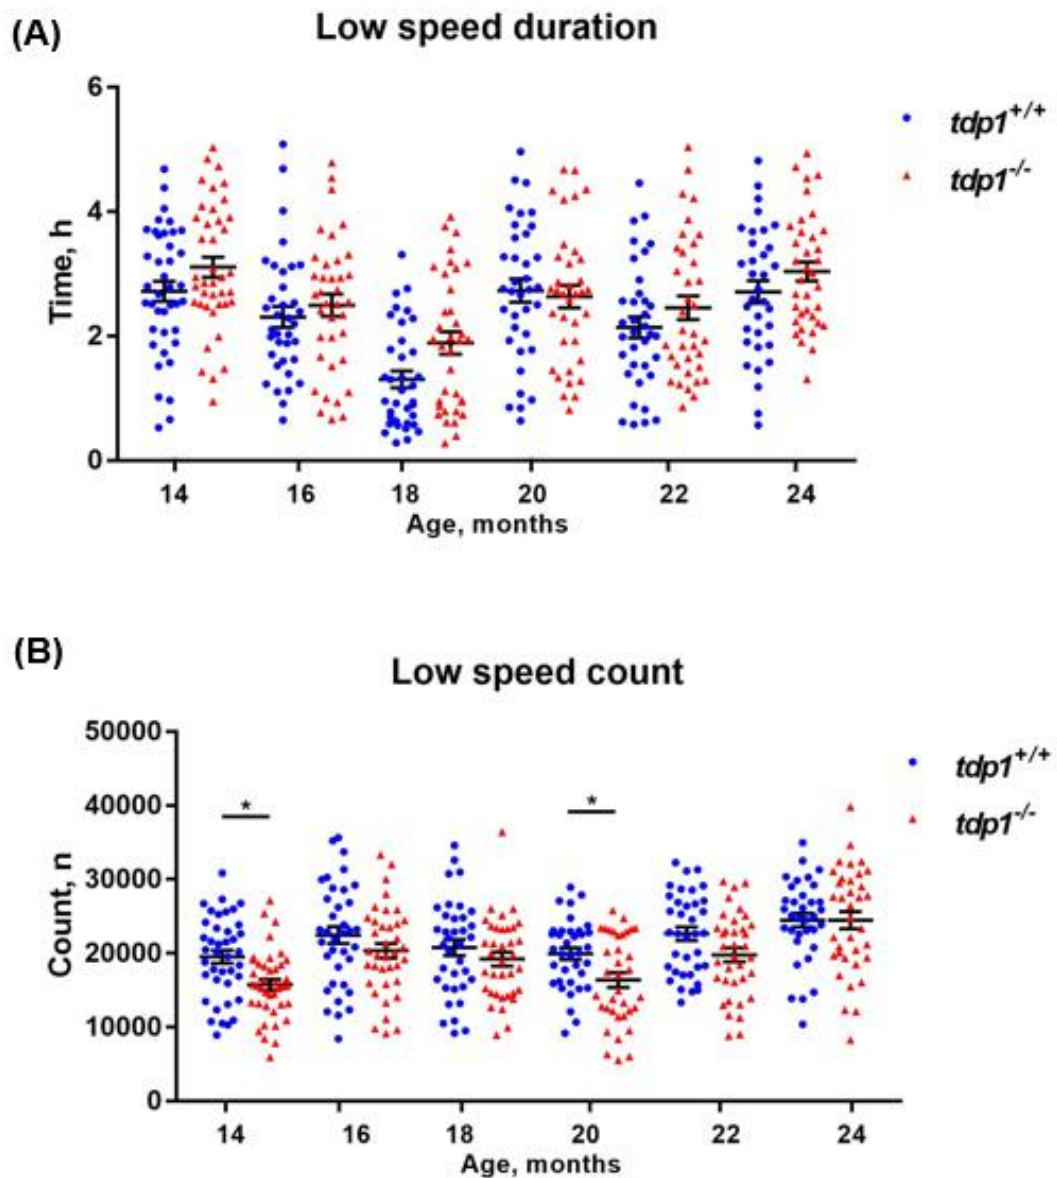 (A)
Low speed duration
6
4
2
0
Time, h
tdp1+/+
tdp1-/-
14 16 18 20 22 24
Age, months
(B)
Low speed count
50000
40000
30000
20000
10000
0
Count, n
tdp1+/+
tdp1-/-
* *
14 16 18 20 22 24
Age, months